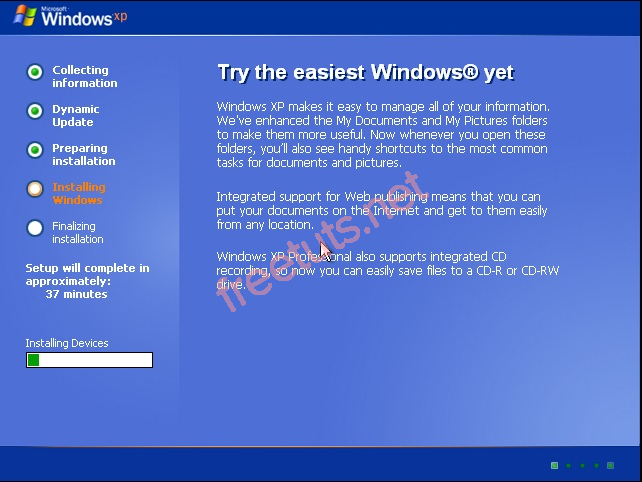 Microsoft
Windows xp
Collecting
information
Dynamic
Update
Preparing
installation
Installing
Windows
Finalizing
installation
Setup will complete in
approximately:
37 minutes
Installing Devices
Try the easiest Windows® yet
Windows XP makes it easy to manage all of your information.
We've enhanced the My Documents and My Pictures folders
to make them more useful. Now whenever you open these
folders, you'll also see handy shortcuts to the most common
tasks for documents and pictures.
Integrated support for Web publishing means that you can
put your documents on the Internet and get to them easily
from any location.
Windows XP Professional also supports integrated CD
recording, so now you can easily save files to a CD-R or CD-RW
drive.
freetuts.net